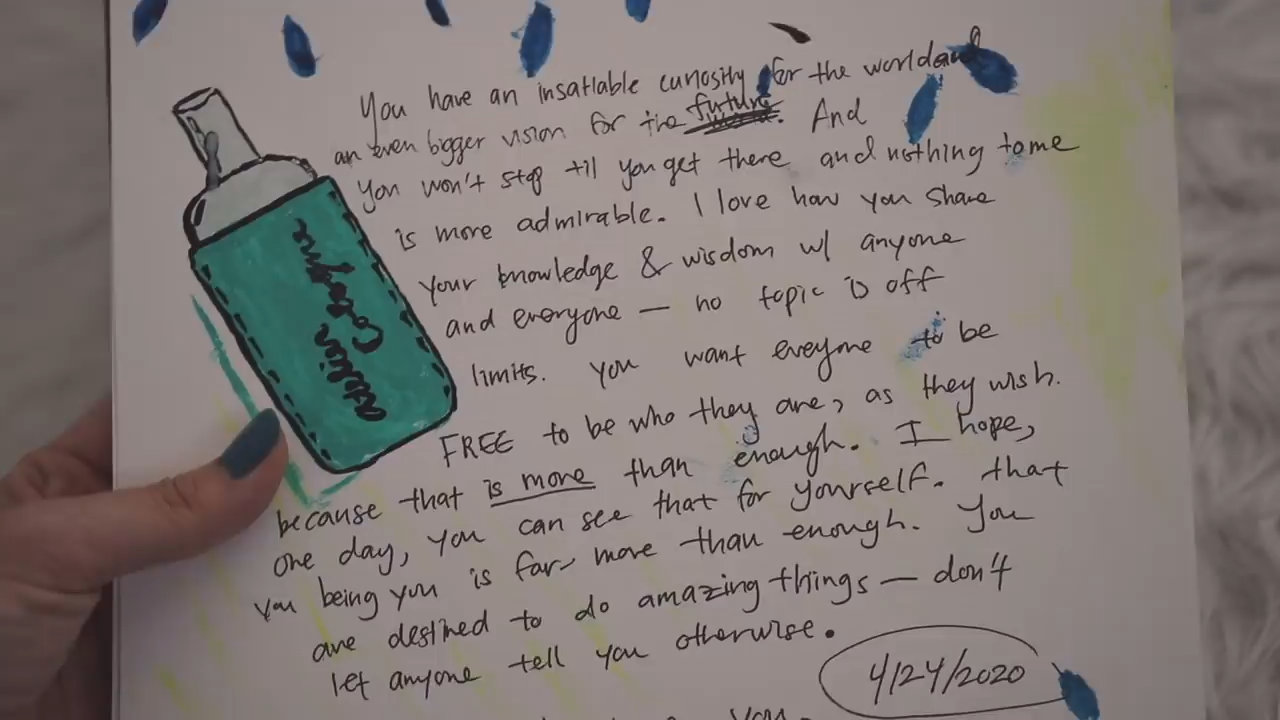 You have an insatiable curiosity for the world and
an even bigger vision for the future. And
you won't stop til you get there and nothing to me
is more admirable. I love how you share
your knowledge & wisdom w/ anyone
and everyone — no topic is off
limits. you want eveyone to be
FREE to be who they are, as they wish.
because that is more than enough. I hope,
one day, you can see that for yourself. that
you being you is far more than enough. You
are destined to do amazing things — don't
let anyone tell you otherwise.
4/24/2020
you.